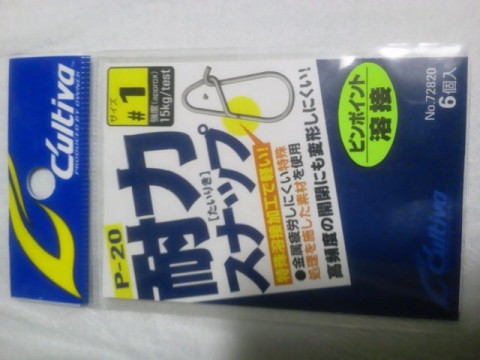 Cultiva
PRODUCED BY OWNER
P-20
耐力
[たいりき]
スナップ
サイズ
#1
強度(approx)
15kg/test
特殊溶接加工で強い!
●金属疲労しにくい特殊
処理を施した素材を使用
高頻度の開閉にも変形しにくい!
ピンポイント
溶接
No.72820
6個入
Cultiva